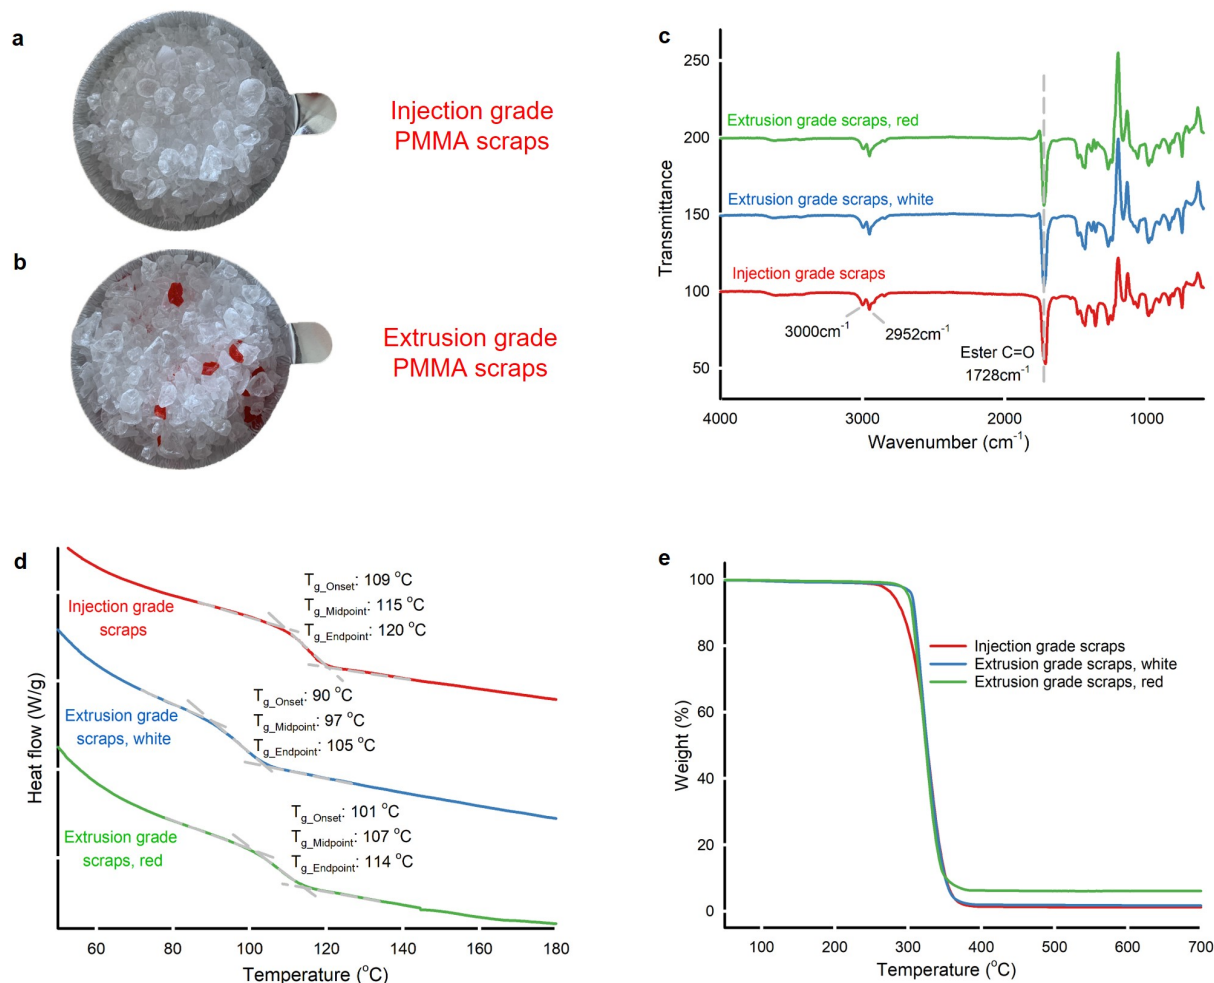 a
Injection grade
PMMA scraps
b
Extrusion grade
PMMA scraps
c
250
200
150
100
50
Transmittance
Extrusion grade scraps, red
Extrusion grade scraps, white
Injection grade scraps
3000cm⁻¹
2952cm⁻¹
Ester C=O
1728cm⁻¹
4000
3000
2000
1000
Wavenumber (cm⁻¹)
d
Heat flow (W/g)
Injection grade
scraps
Tg_Onset: 109 °C
Tg_Midpoint: 115 °C
Tg_Endpoint: 120 °C
Extrusion grade
scraps, white
Tg_Onset: 90 °C
Tg_Midpoint: 97 °C
Tg_Endpoint: 105 °C
Extrusion grade
scraps, red
Tg_Onset: 101 °C
Tg_Midpoint: 107 °C
Tg_Endpoint: 114 °C
60
80
100
120
140
160
180
Temperature (°C)
e
100
80
60
40
20
0
Weight (%)
Injection grade scraps
Extrusion grade scraps, white
Extrusion grade scraps, red
100
200
300
400
500
600
700
Temperature (°C)